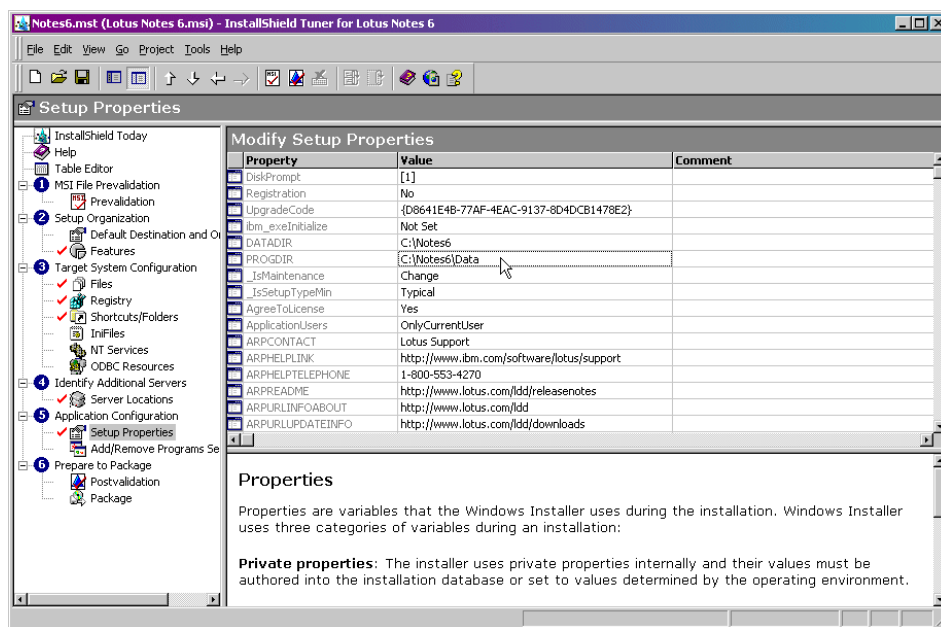 Notes6.mst (Lotus Notes 6.msi) - InstallShield Tuner for Lotus Notes 6
File Edit View Go Project Tools Help
Setup Properties
InstallShield Today
Help
Table Editor
1 MSI File Prevalidation
Prevalidation
2 Setup Organization
Default Destination and Or
Features
3 Target System Configuration
Files
Registry
Shortcuts/Folders
IniFiles
NT Services
ODBC Resources
4 Identify Additional Servers
Server Locations
5 Application Configuration
Setup Properties
Add/Remove Programs Se
6 Prepare to Package
Postvalidation
Package
Modify Setup Properties
Property Value Comment
DiskPrompt [1]
Registration No
UpgradeCode {D8641E4B-77AF-4EAC-9137-8D4DCB1478E2}
ibm_exeInitialize Not Set
DATADIR C:\Notes6
PROGDIR C:\Notes6\Data
_IsMaintenance Change
_IsSetupTypeMin Typical
AgreeToLicense Yes
ApplicationUsers OnlyCurrentUser
ARPCONTACT Lotus Support
ARPHELPLINK http://www.ibm.com/software/lotus/support
ARPHELPTELEPHONE 1-800-553-4270
ARPREADME http://www.lotus.com/ldd/releasenotes
ARPURLINFOABOUT http://www.lotus.com/ldd
ARPURLUPDATEINFO http://www.lotus.com/ldd/downloads
Properties
Properties are variables that the Windows Installer uses during the installation. Windows Installer
uses three categories of variables during an installation:
Private properties: The installer uses private properties internally and their values must be
authored into the installation database or set to values determined by the operating environment.